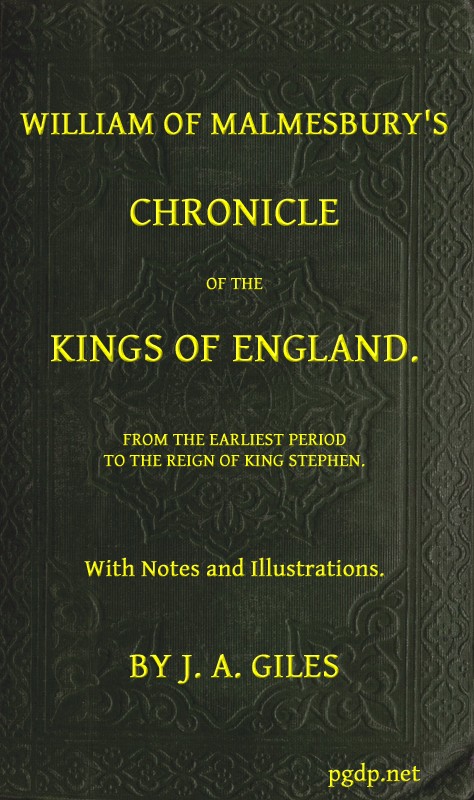 WILLIAM OF MALMESBURY'S
CHRONICLE
OF THE
KINGS OF ENGLAND.
FROM THE EARLIEST PERIOD
TO THE REIGN OF KING STEPHEN.
With Notes and Illustrations.
BY J. A. GILES
pgdp.net